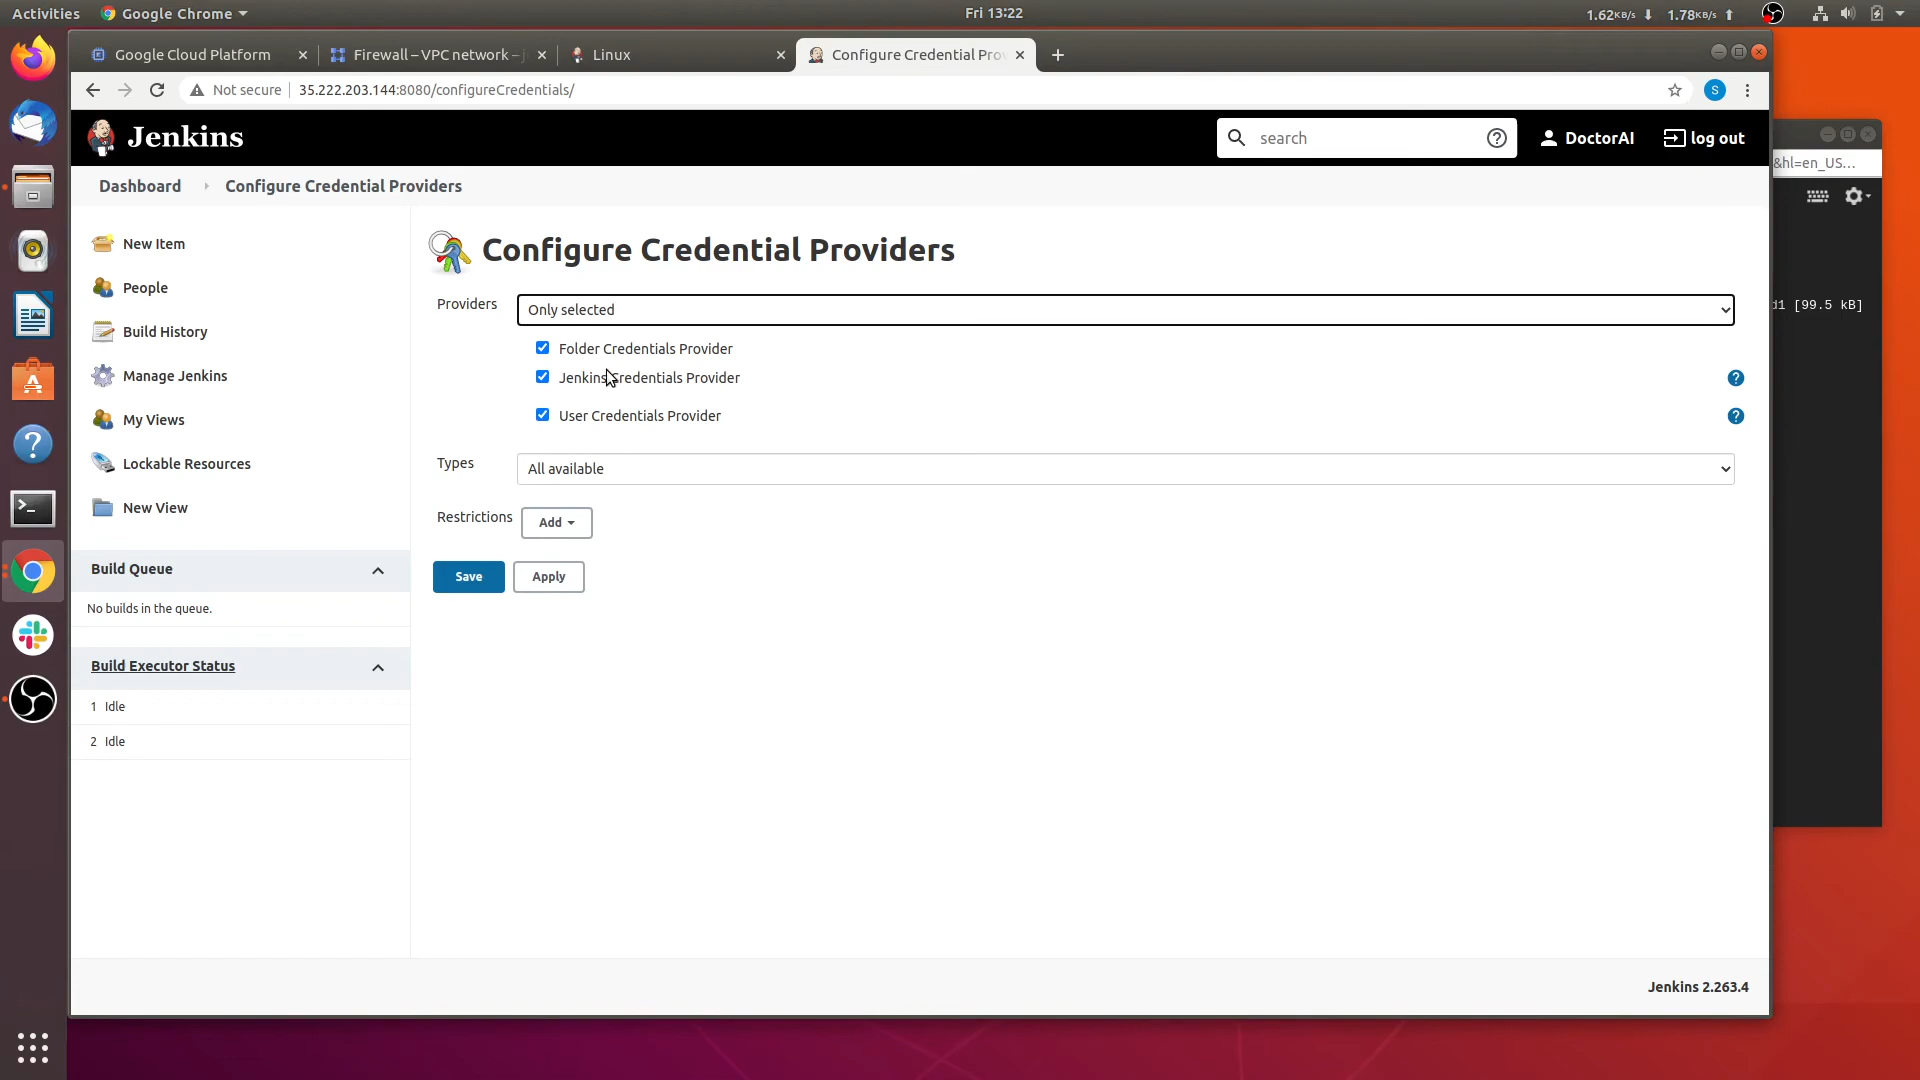 Activities
Google Chrome
Fri 13:22
1.62KB/s
1.78KB/s
Google Cloud Platform
Firewall – VPC network – j
Linux
Configure Credential Pro
Not secure
35.222.203.144:8080/configureCredentials/
S
Jenkins
search
DoctorAI
log out
&hl=en_US...
Dashboard
Configure Credential Providers
New Item
People
Build History
Manage Jenkins
My Views
Lockable Resources
New View
Build Queue
No builds in the queue.
Build Executor Status
1 Idle
2 Idle
Configure Credential Providers
Providers
Only selected
Folder Credentials Provider
Jenkins Credentials Provider
?
User Credentials Provider
?
Types
All available
Restrictions
Add
Save
Apply
d1 [99.5 kB]
Jenkins 2.263.4